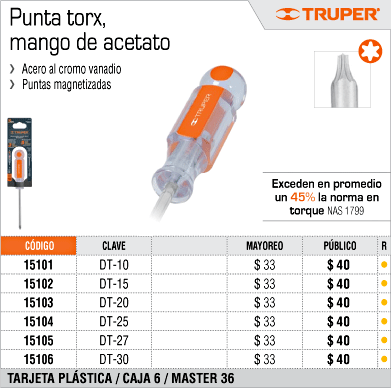 Punta torx,
mango de acetato
› Acero al cromo vanadio
› Puntas magnetizadas
TRUPER
TRUPER
Exceden en promedio
un 45% la norma en
torque NAS 1799
CÓDIGO CLAVE MAYOREO PÚBLICO R
15101 DT-10 $ 33 $ 40
15102 DT-15 $ 33 $ 40
15103 DT-20 $ 33 $ 40
15104 DT-25 $ 33 $ 40
15105 DT-27 $ 33 $ 40
15106 DT-30 $ 33 $ 40
TARJETA PLÁSTICA / CAJA 6 / MASTER 36